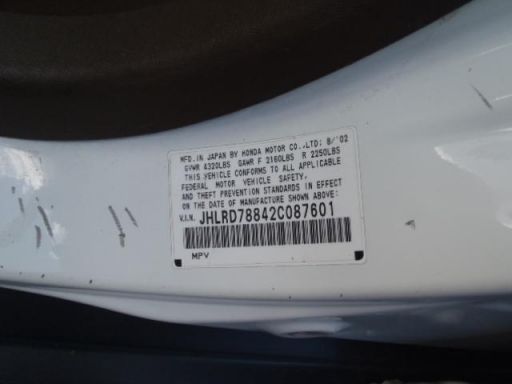 MFD. IN JAPAN BY HONDA MOTOR CO.,LTD; 8/'02
GVWR 4320LBS GAWR F 2160LBS R 2250LBS
THIS VEHICLE CONFORMS TO ALL APPLICABLE
FEDERAL MOTOR VEHICLE SAFETY,
AND THEFT PREVENTION STANDARDS IN EFFECT
ON THE DATE OF MANUFACTURE SHOWN ABOVE:
V.I.N. JHLRD78842C087601
MPV